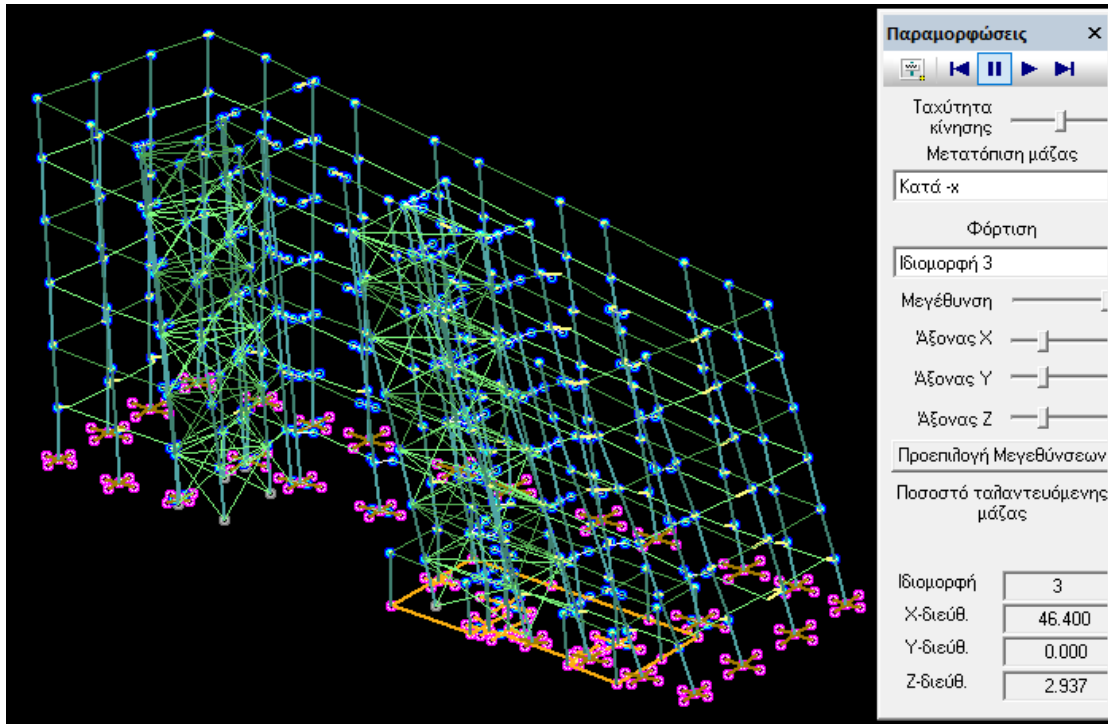 Παραμορφώσεις
Ταχύτητα
κίνησης
Μετατόπιση μάζας
Κατά -x
Φόρτιση
Ιδιομορφή 3
Μεγέθυνση
Άξονας X
Άξονας Y
Άξονας Z
Προεπιλογή Μεγεθύνσεων
Ποσοστό ταλαντευόμενης
μάζας
Ιδιομορφή 3
X-διεύθ. 46.400
Y-διεύθ. 0.000
Z-διεύθ. 2.937